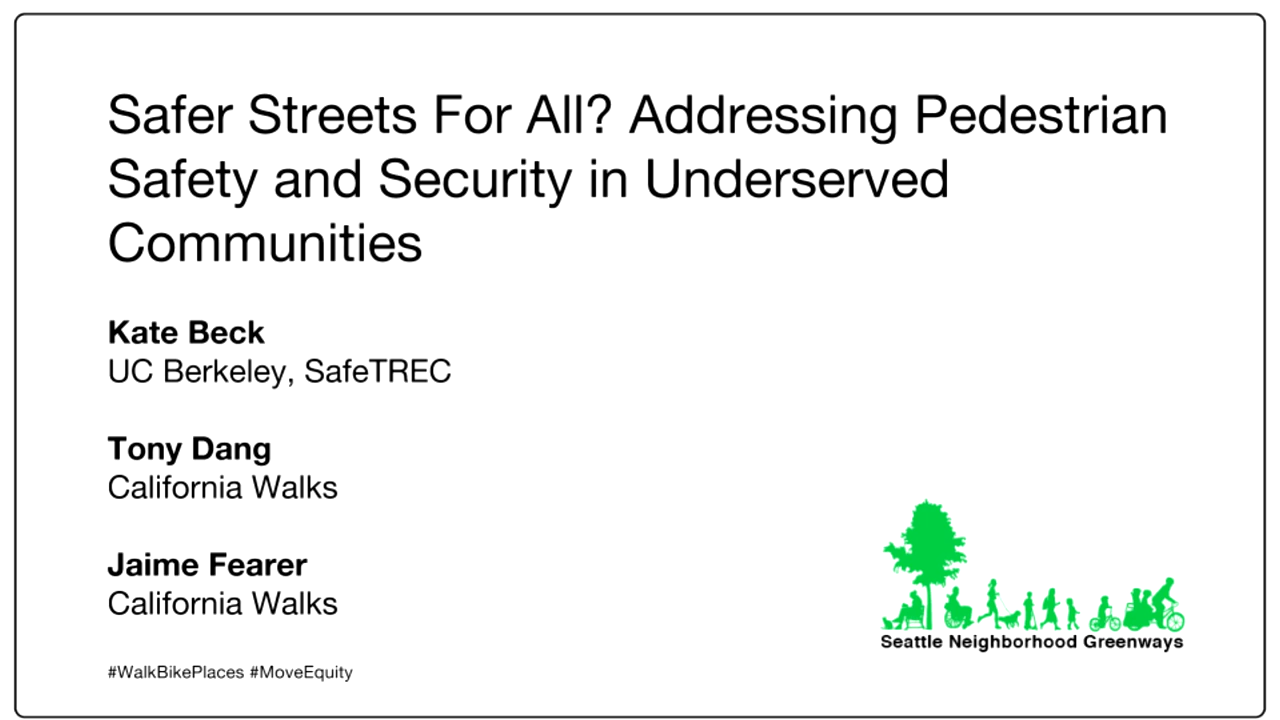 Safer Streets For All? Addressing Pedestrian
Safety and Security in Underserved
Communities
Kate Beck
UC Berkeley, SafeTREC
Tony Dang
California Walks
Jaime Fearer
California Walks
Seattle Neighborhood Greenways
#WalkBikePlaces #MoveEquity